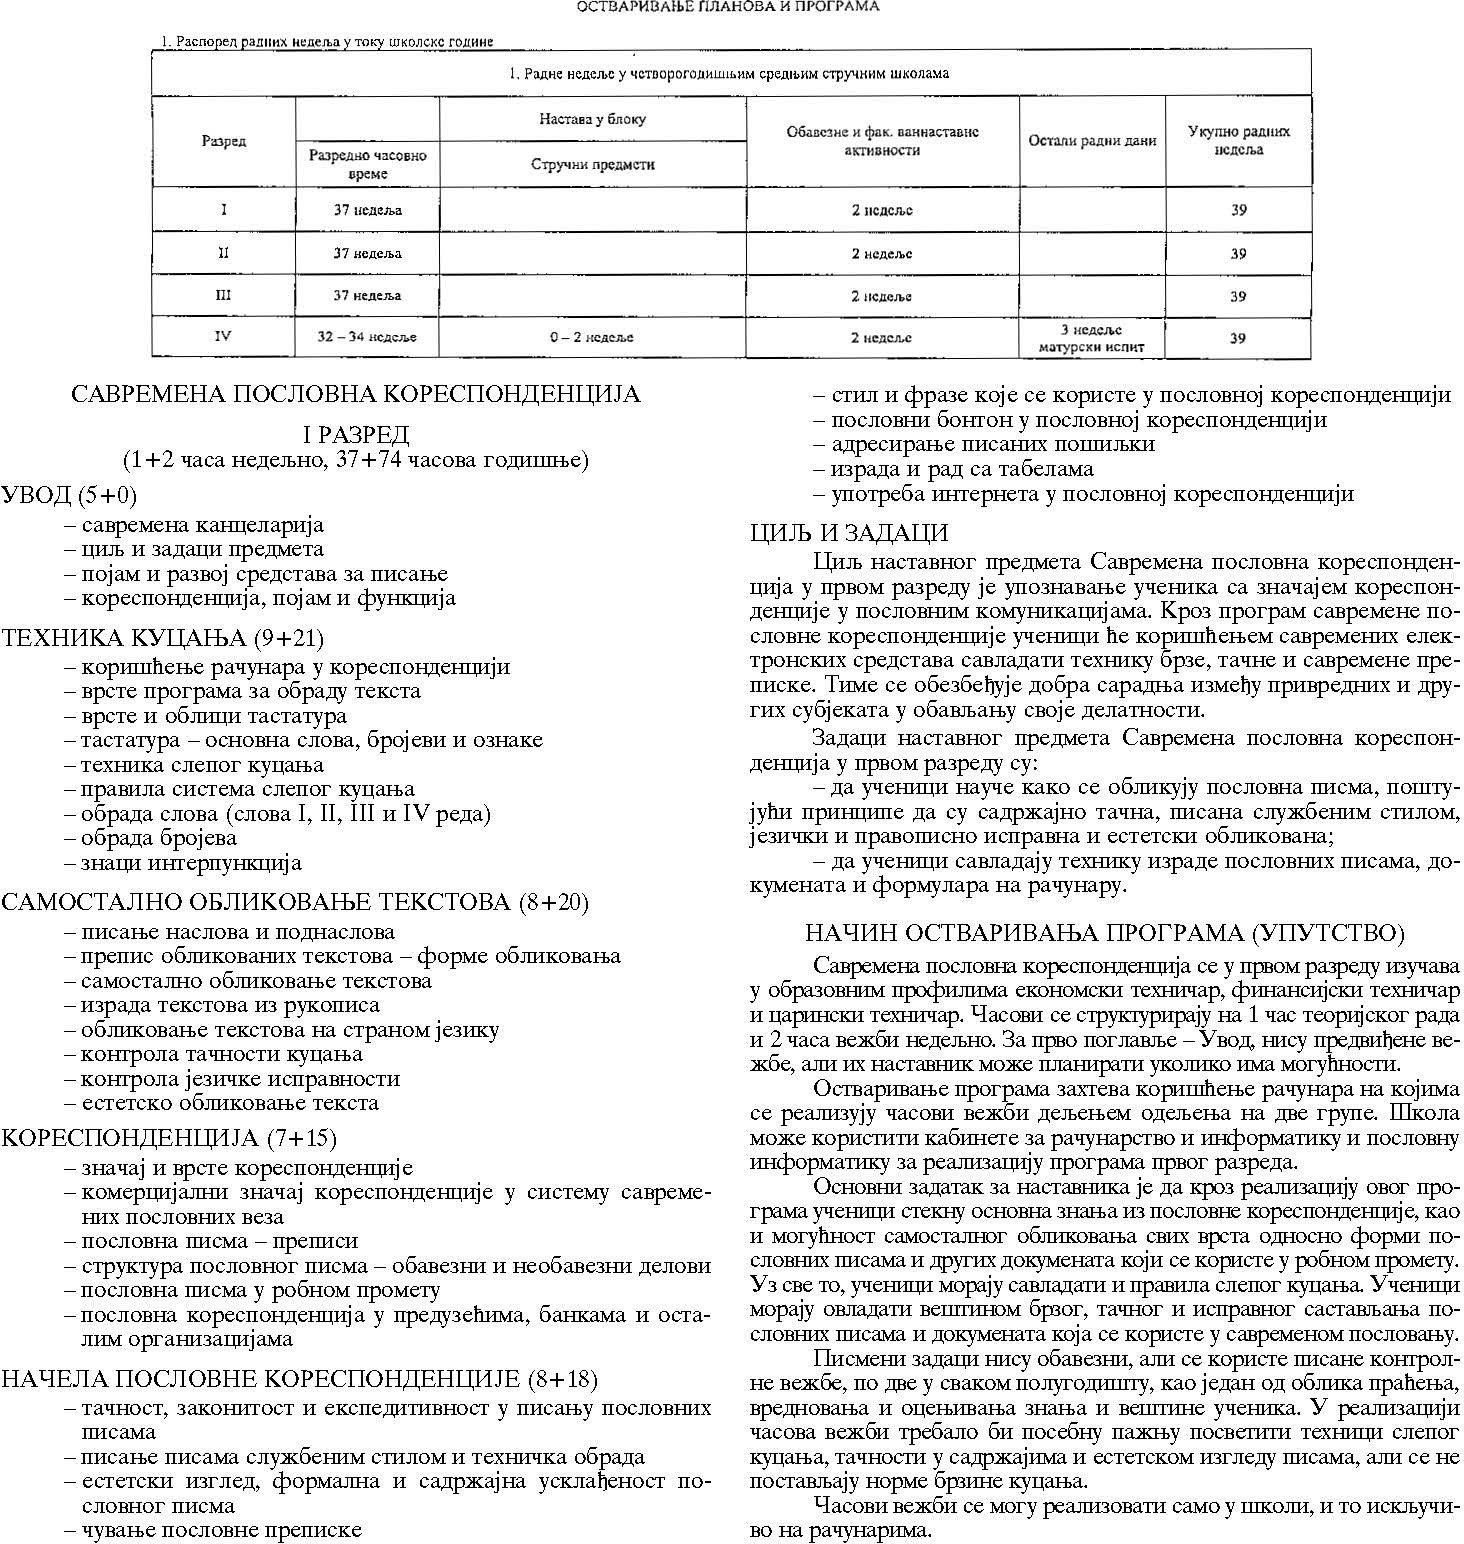 ОСТВАРИВАЊЕ ПЛАНОВА И ПРОГРАМА
1. Распоред радних недеља у току школске године
1. Радне недеље у четворогодишњим средњим стручним школама
Разред
Настава у блоку
Обавезне и фак. ваннаставне
активности
Остали радни дани
Укупно радних
недеља
Разредно часовно
време
Стручни предмети
I 37 недеља 2 недеље 39
II 37 недеља 2 недеље 39
III 37 недеља 2 недеље 39
IV 32 – 34 недеље 0 – 2 недеље 2 недеље 3 недеље
матурски испит 39
САВРЕМЕНА ПОСЛОВНА КОРЕСПОНДЕНЦИЈА
I РАЗРЕД
(1+2 часа недељно, 37+74 часова годишње)
УВОД (5+0)
– савремена канцеларија
– циљ и задаци предмета
– појам и развој средстава за писање
– кореспонденција, појам и функција
ТЕХНИКА КУЦАЊА (9+21)
– коришћење рачунара у кореспонденцији
– врсте програма за обраду текста
– врсте и облици тастатура
– тастатура – основна слова, бројеви и ознаке
– техника слепог куцања
– правила система слепог куцања
– обрада слова (слова I, II, III и IV реда)
– обрада бројева
– знаци интерпункција
САМОСТАЛНО ОБЛИКОВАЊЕ ТЕКСТОВА (8+20)
– писање наслова и поднаслова
– препис обликованих текстова – форме обликовања
– самостално обликовање текстова
– израда текстова из рукописа
– обликовање текстова на страном језику
– контрола тачности куцања
– контрола језичке исправности
– естетско обликовање текста
КОРЕСПОНДЕНЦИЈА (7+15)
– значај и врсте кореспонденције
– комерцијални значај кореспонденције у систему савреме-
них пословних веза
– пословна писма – преписи
– структура пословног писма – обавезни и необавезни делови
– пословна писма у робном промету
– пословна кореспонденција у предузећима, банкама и оста-
лим организацијама
НАЧЕЛА ПОСЛОВНЕ КОРЕСПОНДЕНЦИЈЕ (8+18)
– тачност, законитост и експедитивност у писању пословних
писама
– писање писама службеним стилом и техничка обрада
– естетски изглед, формална и садржајна усклађеност по-
словног писма
– чување пословне преписке
– стил и фразе које се користе у пословној кореспонденцији
– пословни бонтон у пословној кореспонденцији
– адресирање писаних пошиљки
– израда и рад са табелама
– употреба интернета у пословној кореспонденцији
ЦИЉ И ЗАДАЦИ
Циљ наставног предмета Савремена пословна кореспонден-
ција у првом разреду је упознавање ученика са значајем кореспон-
денције у пословним комуникацијама. Кроз програм савремене по-
словне кореспонденције ученици ће коришћењем савремених елек-
тронских средстава савладати технику брзе, тачне и савремене пре-
писке. Тиме се обезбеђује добра сарадња између привредних и дру-
гих субјеката у обављању своје делатности.
Задаци наставног предмета Савремена пословна кореспон-
денција у првом разреду су:
– да ученици науче како се обликују пословна писма, пошту-
јући принципе да су садржајно тачна, писана службеним стилом,
језички и правописно исправна и естетски обликована;
– да ученици савладају технику израде пословних писама, до-
кумената и формулара на рачунару.
НАЧИН ОСТВАРИВАЊА ПРОГРАМА (УПУТСТВО)
Савремена пословна кореспонденција се у првом разреду изучава
у образовним профилима економски техничар, финансијски техничар
и царински техничар. Часови се структурирају на 1 час теоријског рада
и 2 часа вежби недељно. За прво поглавље – Увод, нису предвиђене ве-
жбе, али их наставник може планирати уколико има могућности.
Остваривање програма захтева коришћење рачунара на којима
се реализују часови вежби дељењем одељења на две групе. Школа
може користити кабинете за рачунарство и информатику и пословну
информатику за реализацију програма првог разреда.
Основни задатак за наставника је да кроз реализацију овог про-
грама ученици стекну основна знања из пословне кореспонденције, као
и могућност самосталног обликовања свих врста односно форми по-
словних писама и других докумената који се користе у робном промету.
Уз све то, ученици морају савладати и правила слепог куцања. Ученици
морају овладати вештином брзог, тачног и исправног састављања по-
словних писама и докумената која се користе у савременом пословању.
Писмени задаци нису обавезни, али се користе писане контрол-
не вежбе, по две у сваком полугодишту, као један од облика праћења,
вредновања и оцењивања знања и вештине ученика. У реализацији
часова вежби требало би посебну пажњу посветити техници слепог
куцања, тачности у садржајима и естетском изгледу писама, али се не
постављају норме брзине куцања.
Часови вежби се могу реализовати само у школи, и то искључи-
во на рачунарима.